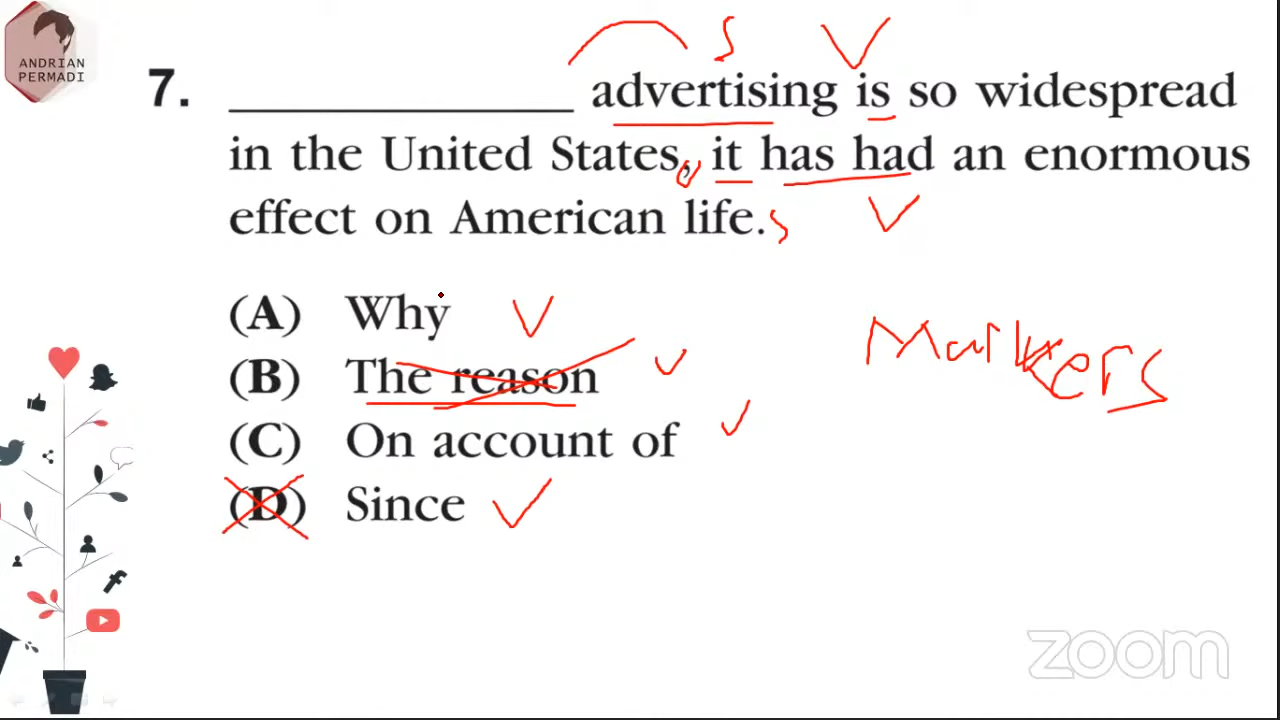 ANDRIAN
PERMADI
S V
7. ______________ advertising is so widespread
in the United States, it has had an enormous
effect on American life.
S V
(A) Why
(B) The reason
(C) On account of
(D) Since
Markers
zoom